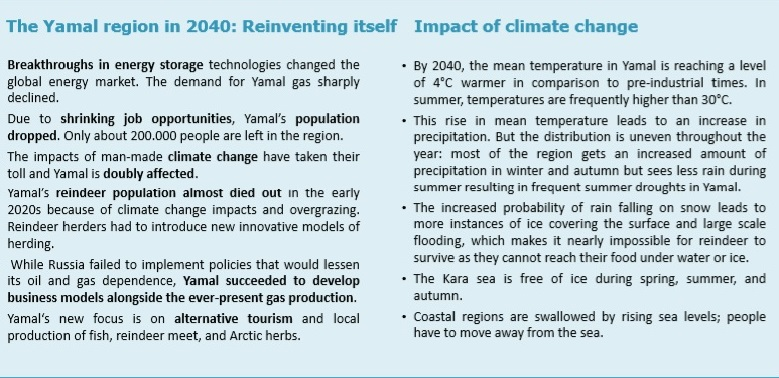 The Yamal region in 2040: Reinventing itself
Breakthroughs in energy storage technologies changed the
global energy market. The demand for Yamal gas sharply
declined.
Due to shrinking job opportunities, Yamal's population
dropped. Only about 200.000 people are left in the region.
The impacts of man-made climate change have taken their
toll and Yamal is doubly affected.
Yamal's reindeer population almost died out in the early
2020s because of climate change impacts and overgrazing.
Reindeer herders had to introduce new innovative models of
herding.
While Russia failed to implement policies that would lessen
its oil and gas dependence, Yamal succeeded to develop
business models alongside the ever-present gas production.
Yamal's new focus is on alternative tourism and local
production of fish, reindeer meet, and Arctic herbs.
Impact of climate change
• By 2040, the mean temperature in Yamal is reaching a level
of 4°C warmer in comparison to pre-industrial times. In
summer, temperatures are frequently higher than 30°C.
• This rise in mean temperature leads to an increase in
precipitation. But the distribution is uneven throughout the
year: most of the region gets an increased amount of
precipitation in winter and autumn but sees less rain during
summer resulting in frequent summer droughts in Yamal.
• The increased probability of rain falling on snow leads to
more instances of ice covering the surface and large scale
flooding, which makes it nearly impossible for reindeer to
survive as they cannot reach their food under water or ice.
• The Kara sea is free of ice during spring, summer, and
autumn.
• Coastal regions are swallowed by rising sea levels; people
have to move away from the sea.